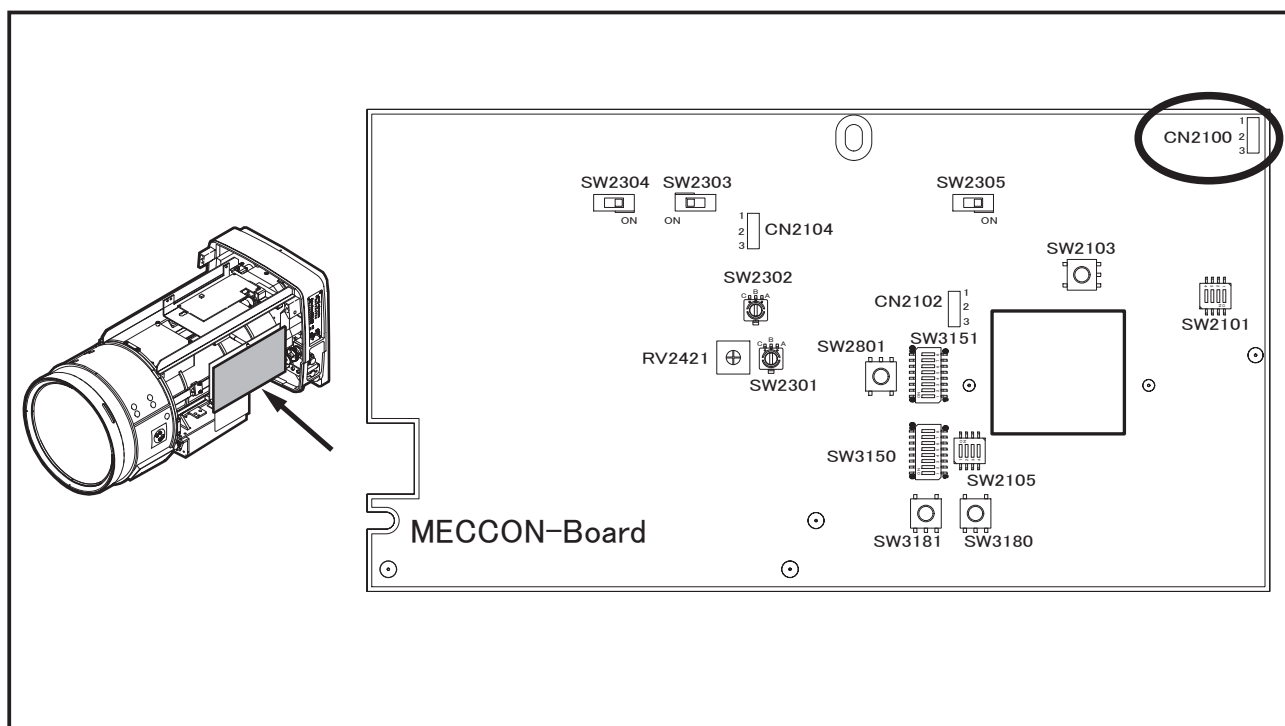 CN2100
1
2
3
SW2304
SW2303
SW2305
ON
ON
ON
1
2
3
CN2104
SW2103
SW2302
C B A
CN2102
1
2
3
SW2101
SW3151
RV2421
C B A
SW2301
SW2801
SW3150
SW2105
MECCON-Board
SW3181
SW3180